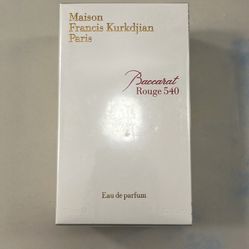 Maison
Francis Kurkdjian
Paris
Baccarat
Rouge 540
Eau de parfum